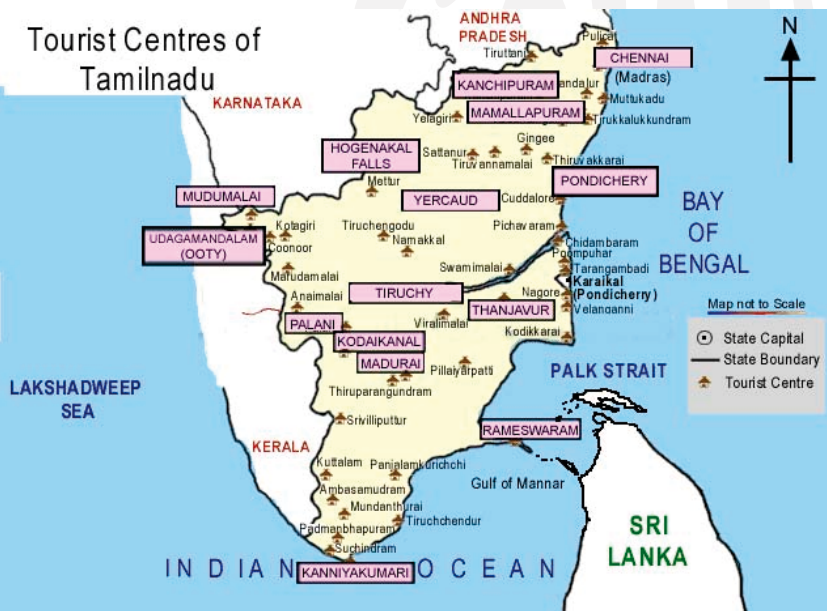 Tourist Centres of
Tamilnadu
ANDHRA
PRADESH
N
Pulicat
Tiruttani
CHENNAI
(Madras)
KANCHIPURAM
andalur
KARNATAKA
MAMALLAPURAM
Muttukadu
Yelagiri
Tirukkalukkundram
HOGENAKAL
FALLS
Gingee
Sattanur
Tiruvannamalai
Thiruvakkarai
Mettur
PONDICHERY
MUDUMALAI
YERCAUD
Cuddalore
BAY
OF
BENGAL
Kotagiri
Tiruchengodu
Pichavaram
UDAGAMANDALAM
(OOTY)
Coonoor
Namakkal
Chidambaram
Poompuhar
Marudamalai
Swamimalai
Tarangambadi
Karaikal
(Pondicherry)
Anaimalai
TIRUCHY
Nagore
Map not to Scale
THANJAVUR
Velanganni
PALANI
Viralimalai
Kodikkarai
State Capital
State Boundary
Tourist Centre
KODAIKANAL
MADURAI
Pillaiyarpatti
PALK STRAIT
LAKSHADWEEP
SEA
Thiruparangundram
Srivilliputtur
RAMESWARAM
KERALA
Kuttalam
Panjalamkurichchi
Gulf of Mannar
Ambasamudram
Mundanthurai
Tiruchchendur
Padmanbhapuram
SRI
LANKA
Suchindram
INDIAN OCEAN
KANNIYAKUMARI